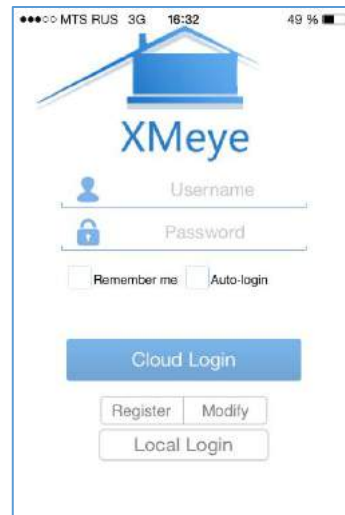 MTS RUS 3G 16:32 49 %
XMeye
Username
Password
Remember me Auto-login
Cloud Login
Register Modify
Local Login